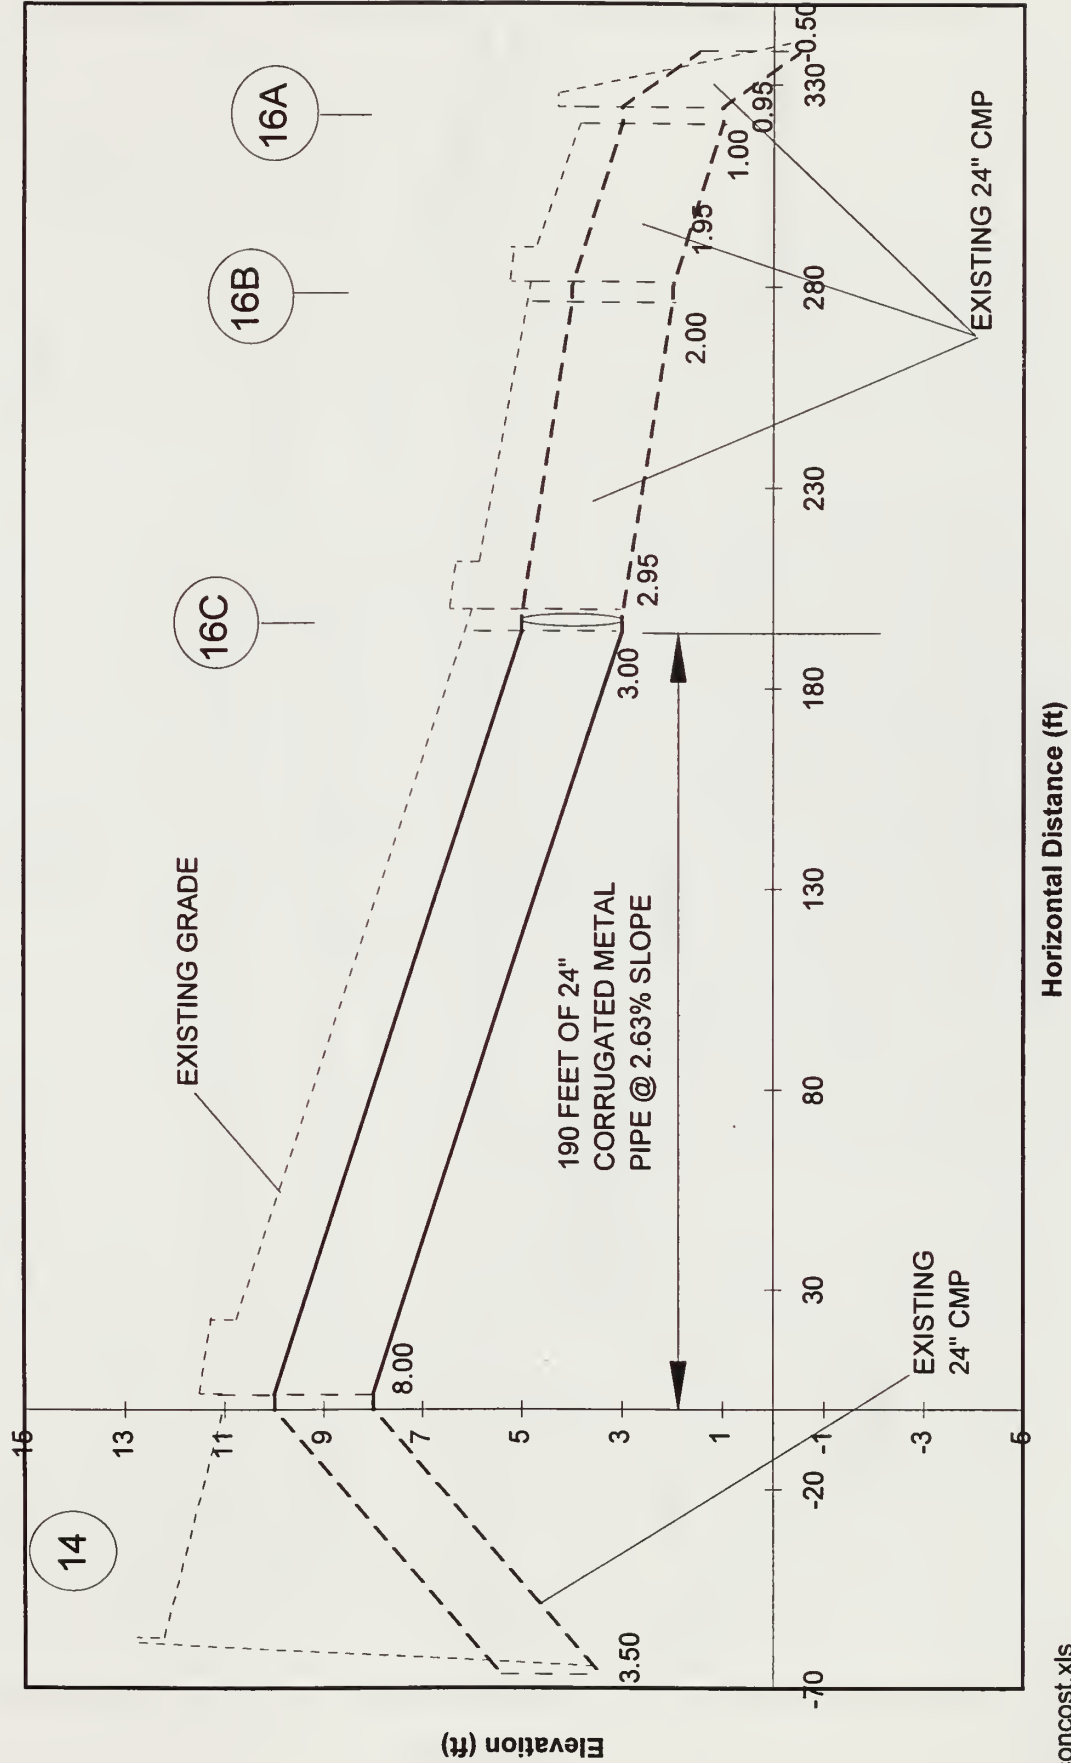 14
16C
16B
16A
EXISTING GRADE
190 FEET OF 24"
CORRUGATED METAL
PIPE @ 2.63% SLOPE
EXISTING
24" CMP
EXISTING 24" CMP
3.50
8.00
3.00
2.95
2.00
1.95
1.00
0.95
-0.50
15
13
11
9
7
5
3
1
-1
-3
5
-70
-20
30
80
130
180
230
280
330
Elevation (ft)
Horizontal Distance (ft)
oncost.xls